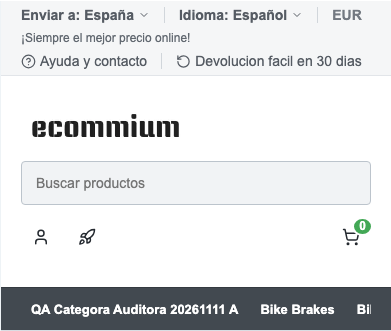 Enviar a: España Idioma: Español EUR
¡Siempre el mejor precio online!
Ayuda y contacto Devolucion facil en 30 dias
ecommium
Buscar productos
0
QA Categora Auditora 20261111 A Bike Brakes